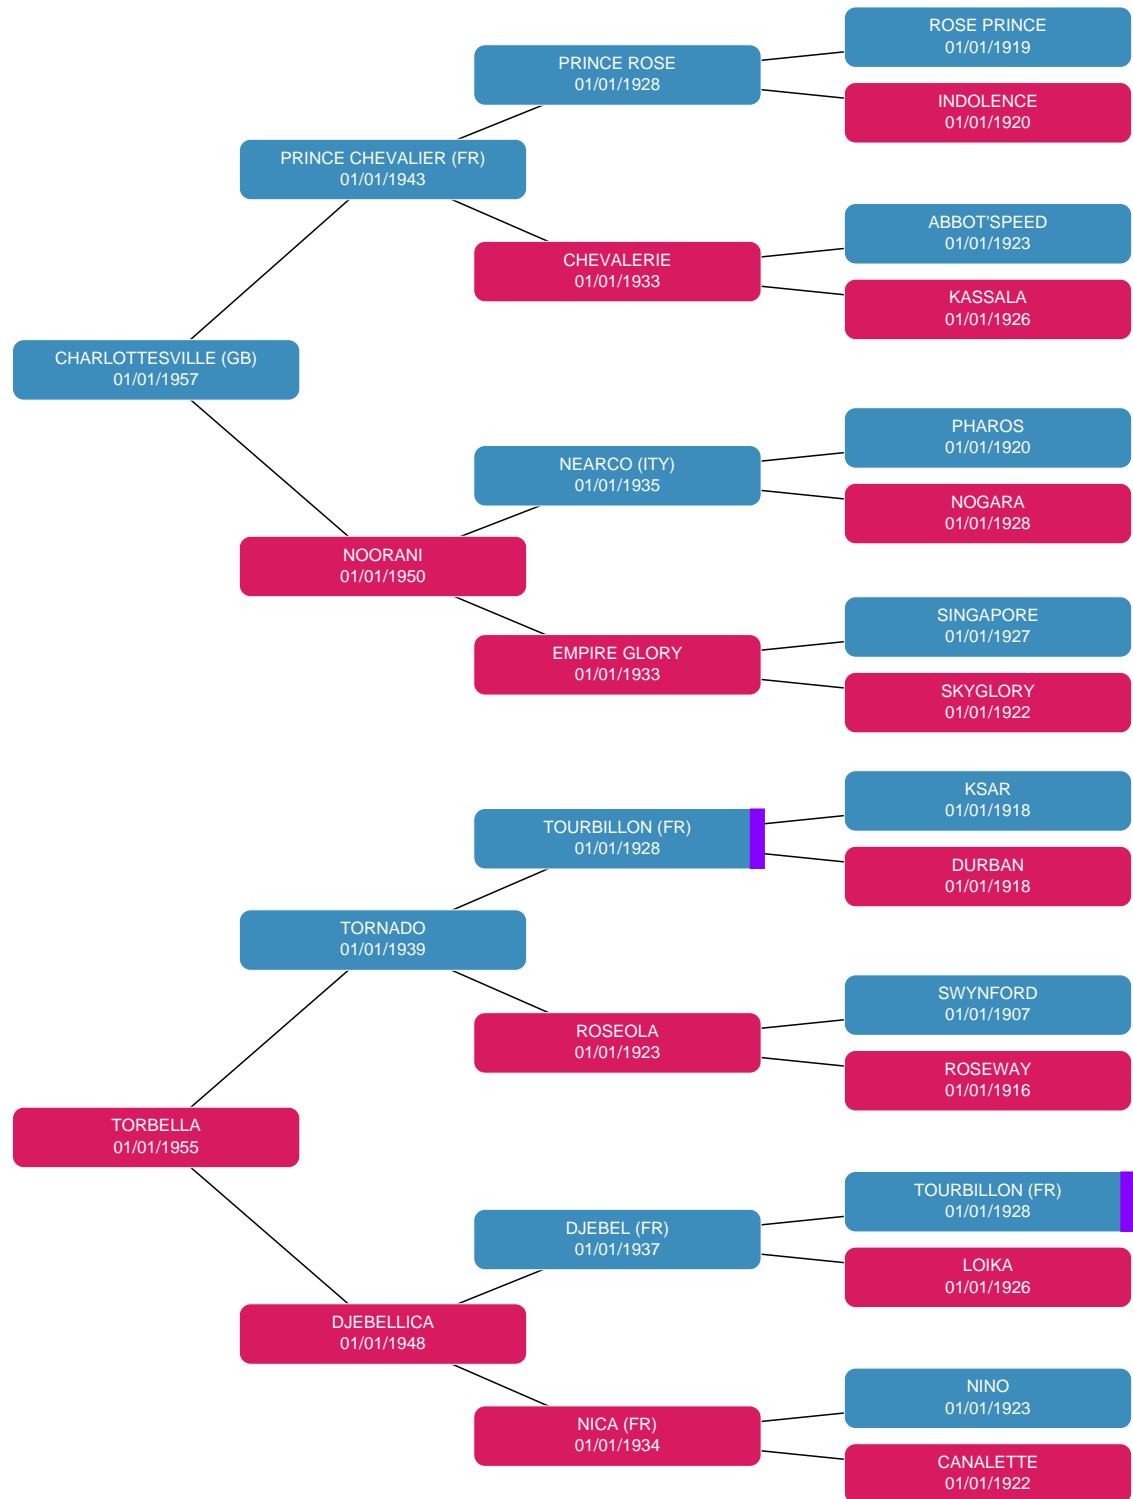 ROSE PRINCE
01/01/1919
PRINCE ROSE
01/01/1928
INDOLENCE
01/01/1920
PRINCE CHEVALIER (FR)
01/01/1943
ABBOT'SPEED
01/01/1923
CHEVALERIE
01/01/1933
KASSALA
01/01/1926
CHARLOTTESVILLE (GB)
01/01/1957
PHAROS
01/01/1920
NEARCO (ITY)
01/01/1935
NOGARA
01/01/1928
NOORANI
01/01/1950
SINGAPORE
01/01/1927
EMPIRE GLORY
01/01/1933
SKYGLORY
01/01/1922
KSAR
01/01/1918
TOURBILLON (FR)
01/01/1928
DURBAN
01/01/1918
TORNADO
01/01/1939
SWYNFORD
01/01/1907
ROSEOLA
01/01/1923
ROSEWAY
01/01/1916
TORBELLA
01/01/1955
TOURBILLON (FR)
01/01/1928
DJEBEL (FR)
01/01/1937
LOIKA
01/01/1926
DJEBELLICA
01/01/1948
NINO
01/01/1923
NICA (FR)
01/01/1934
CANALETTE
01/01/1922